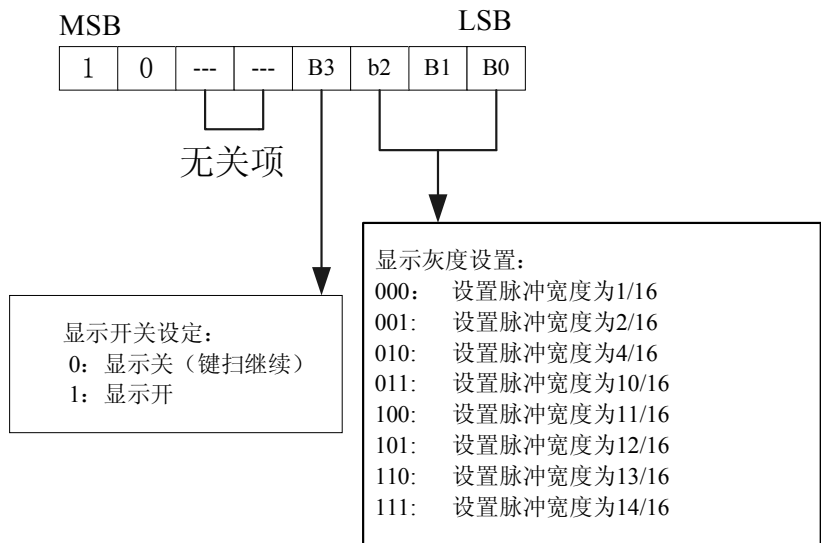 MSB LSB
1 0 --- --- B3 b2 B1 B0
无关项
显示开关设定：
0：显示关（键扫继续）
1：显示开
显示灰度设置：
000： 设置脉冲宽度为1/16
001: 设置脉冲宽度为2/16
010: 设置脉冲宽度为4/16
011: 设置脉冲宽度为10/16
100: 设置脉冲宽度为11/16
101: 设置脉冲宽度为12/16
110: 设置脉冲宽度为13/16
111: 设置脉冲宽度为14/16